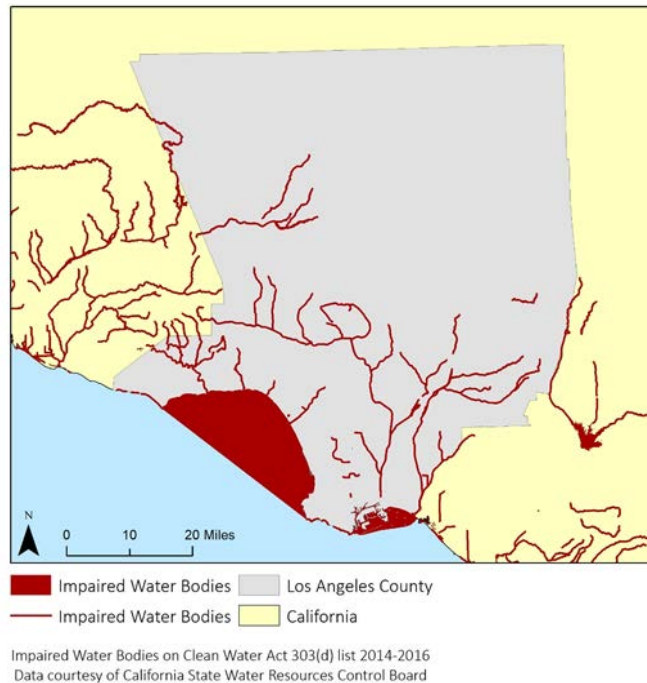 N
0 10 20 Miles
Impaired Water Bodies Los Angeles County
Impaired Water Bodies California
Impaired Water Bodies on Clean Water Act 303(d) list 2014-2016
Data courtesy of California State Water Resources Control Board